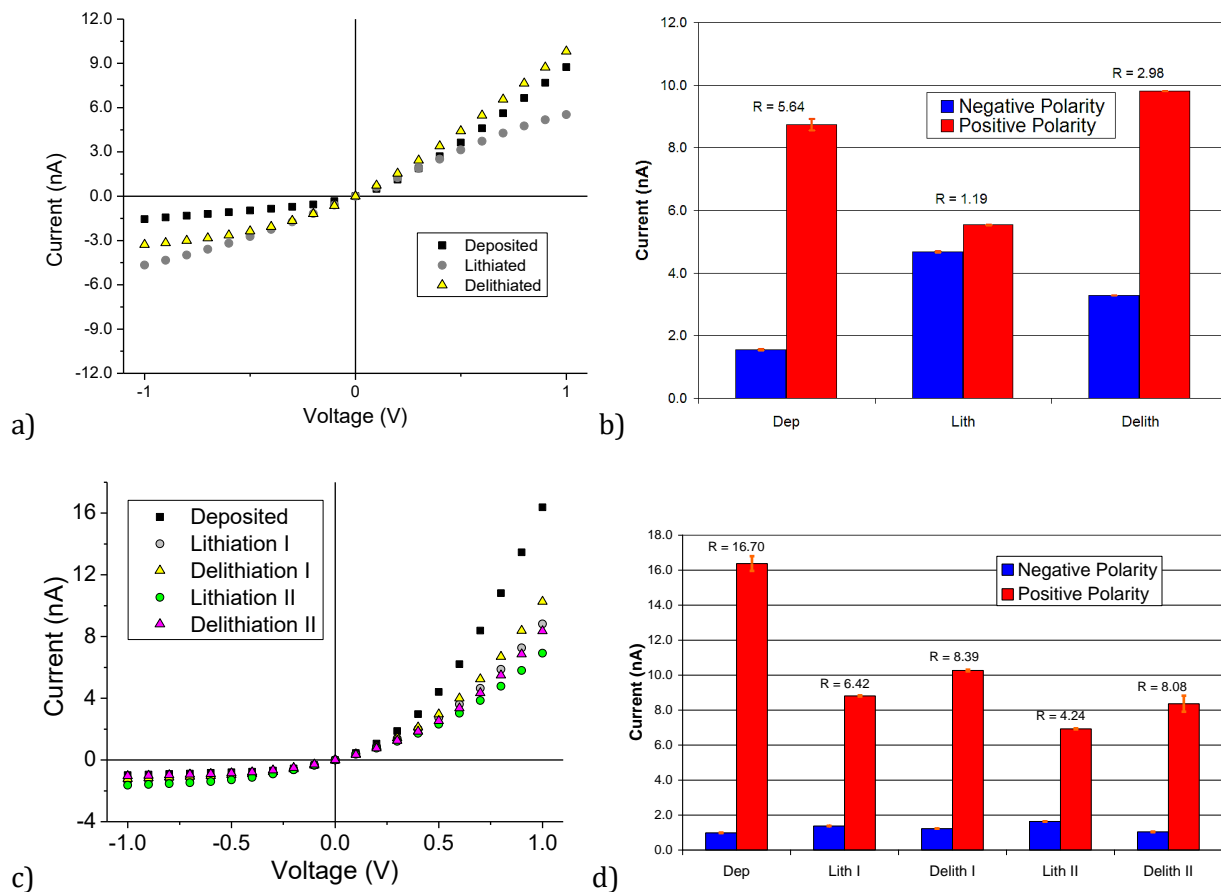 12.0
9.0
6.0
3.0
0.0
-3.0
-6.0
-9.0
-12.0
Current (nA)
Deposited
Lithiated
Delithiated
-1
0
1
Voltage (V)
a)
12.0
10.0
8.0
6.0
4.0
2.0
0.0
Current (nA)
R = 5.64
R = 1.19
R = 2.98
Negative Polarity
Positive Polarity
Dep
Lith
Delith
b)
16
12
8
4
0
-4
Current (nA)
Deposited
Lithiation I
Delithiation I
Lithiation II
Delithiation II
-1.0
-0.5
0.0
0.5
1.0
Voltage (V)
c)
18.0
16.0
14.0
12.0
10.0
8.0
6.0
4.0
2.0
0.0
Current (nA)
R = 16.70
R = 6.42
R = 8.39
R = 4.24
R = 8.08
Negative Polarity
Positive Polarity
Dep
Lith I
Delith I
Lith II
Delith II
d)